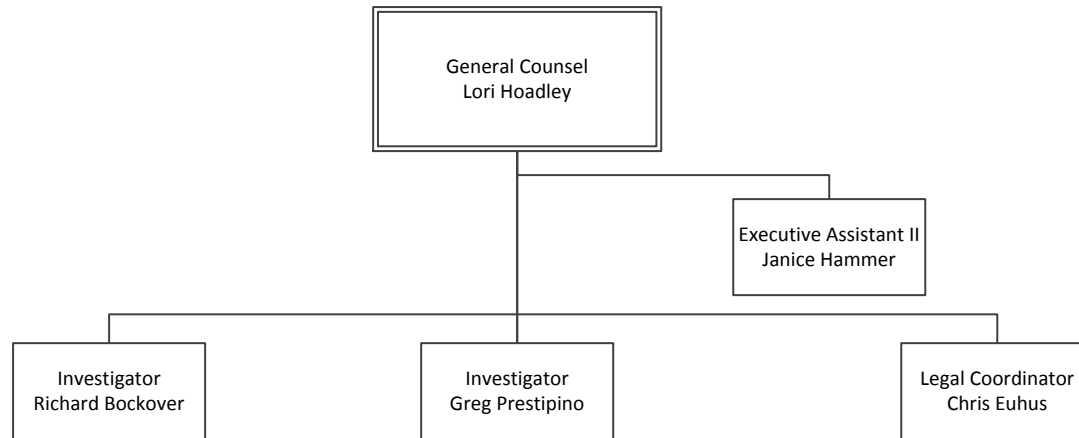 General Counsel
Lori Hoadley
Executive Assistant II
Janice Hammer
Investigator
Richard Bockover
Investigator
Greg Prestipino
Legal Coordinator
Chris Euhus